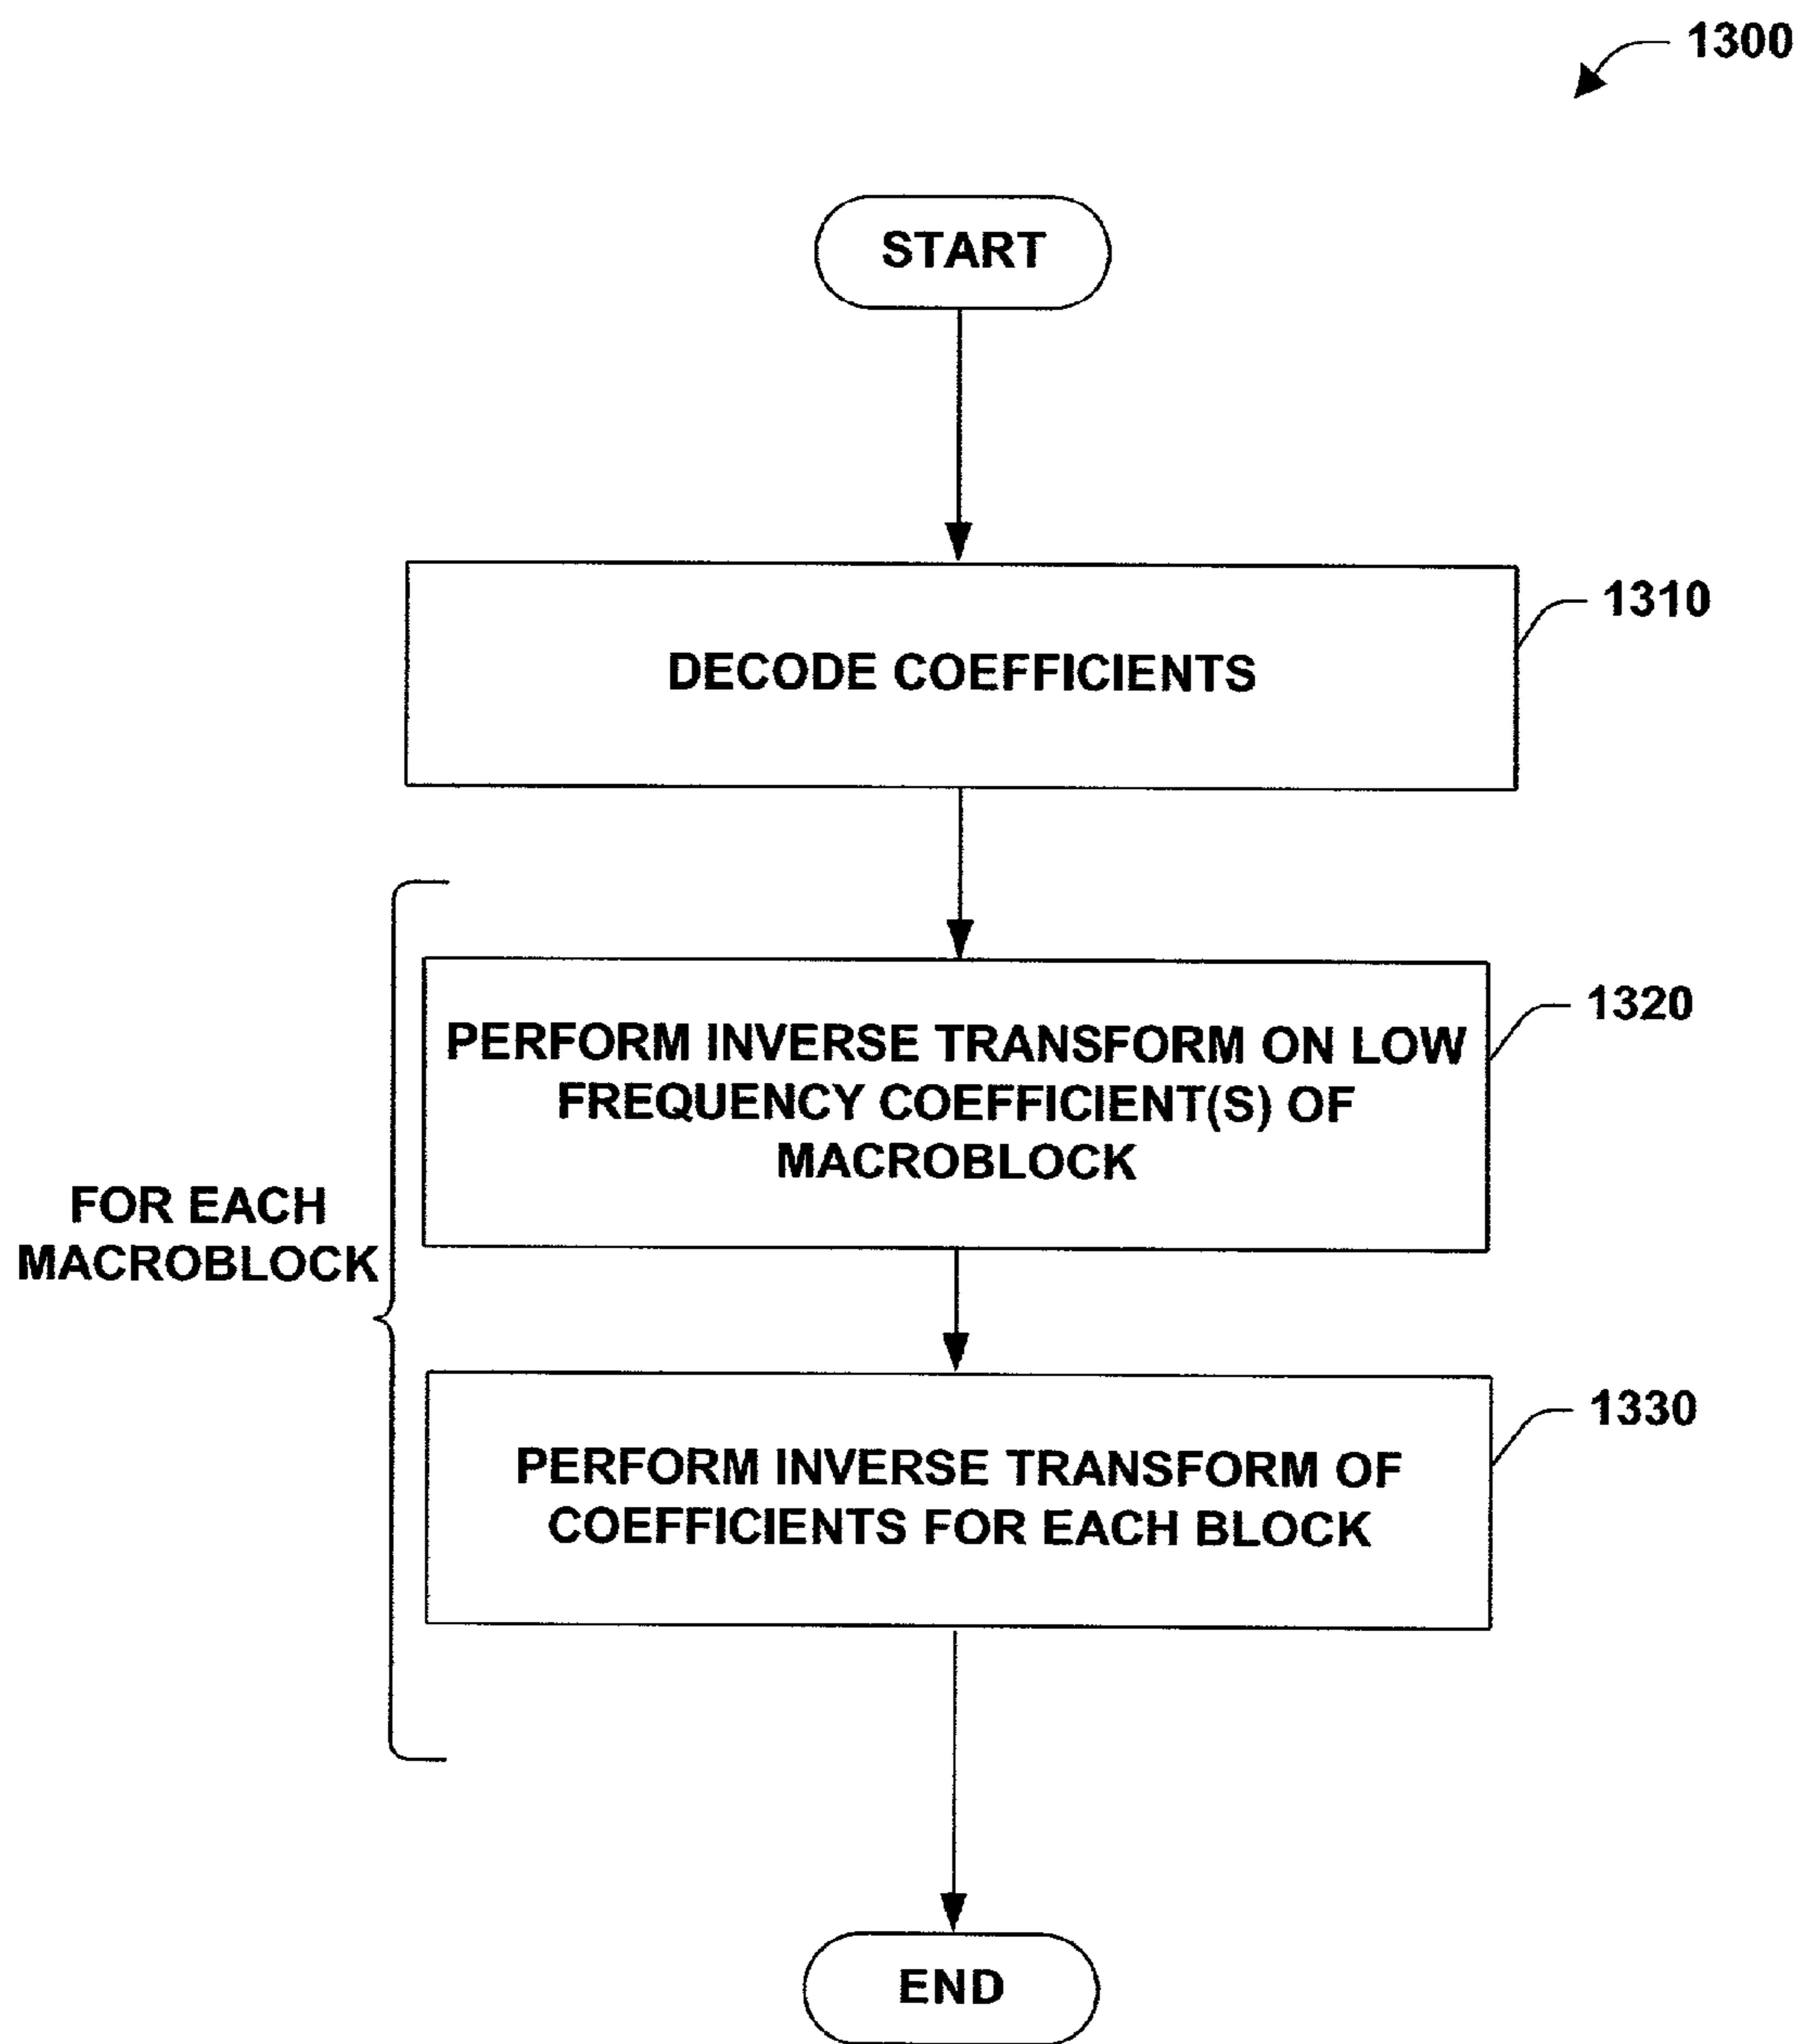 1300
START
1310
DECODE COEFFICIENTS
1320
PERFORM INVERSE TRANSFORM ON LOW
FREQUENCY COEFFICIENT(S) OF
MACROBLOCK
FOR EACH
MACROBLOCK
1330
PERFORM INVERSE TRANSFORM OF
COEFFICIENTS FOR EACH BLOCK
END